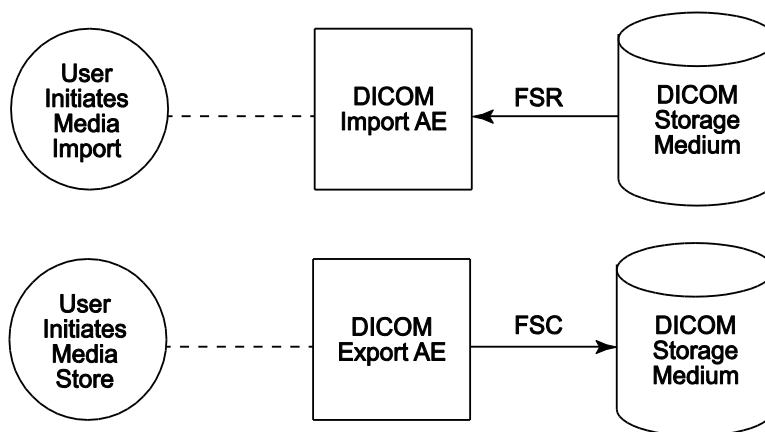 User
Initiates
Media
Import
DICOM
Import AE
FSR
DICOM
Storage
Medium
User
Initiates
Media
Store
DICOM
Export AE
FSC
DICOM
Storage
Medium